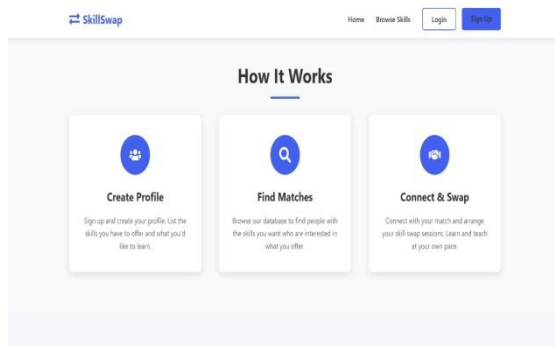 SkillSwap
Home Browse Skills Login Sign Up
How It Works
Create Profile
Sign up and create your profile. List the
skills you have to offer and what you'd
like to learn.
Find Matches
Browse our database to find people with
the skills you want who are interested in
what you offer.
Connect & Swap
Connect with your match and arrange
your skill swap sessions. Learn and teach
at your own pace.